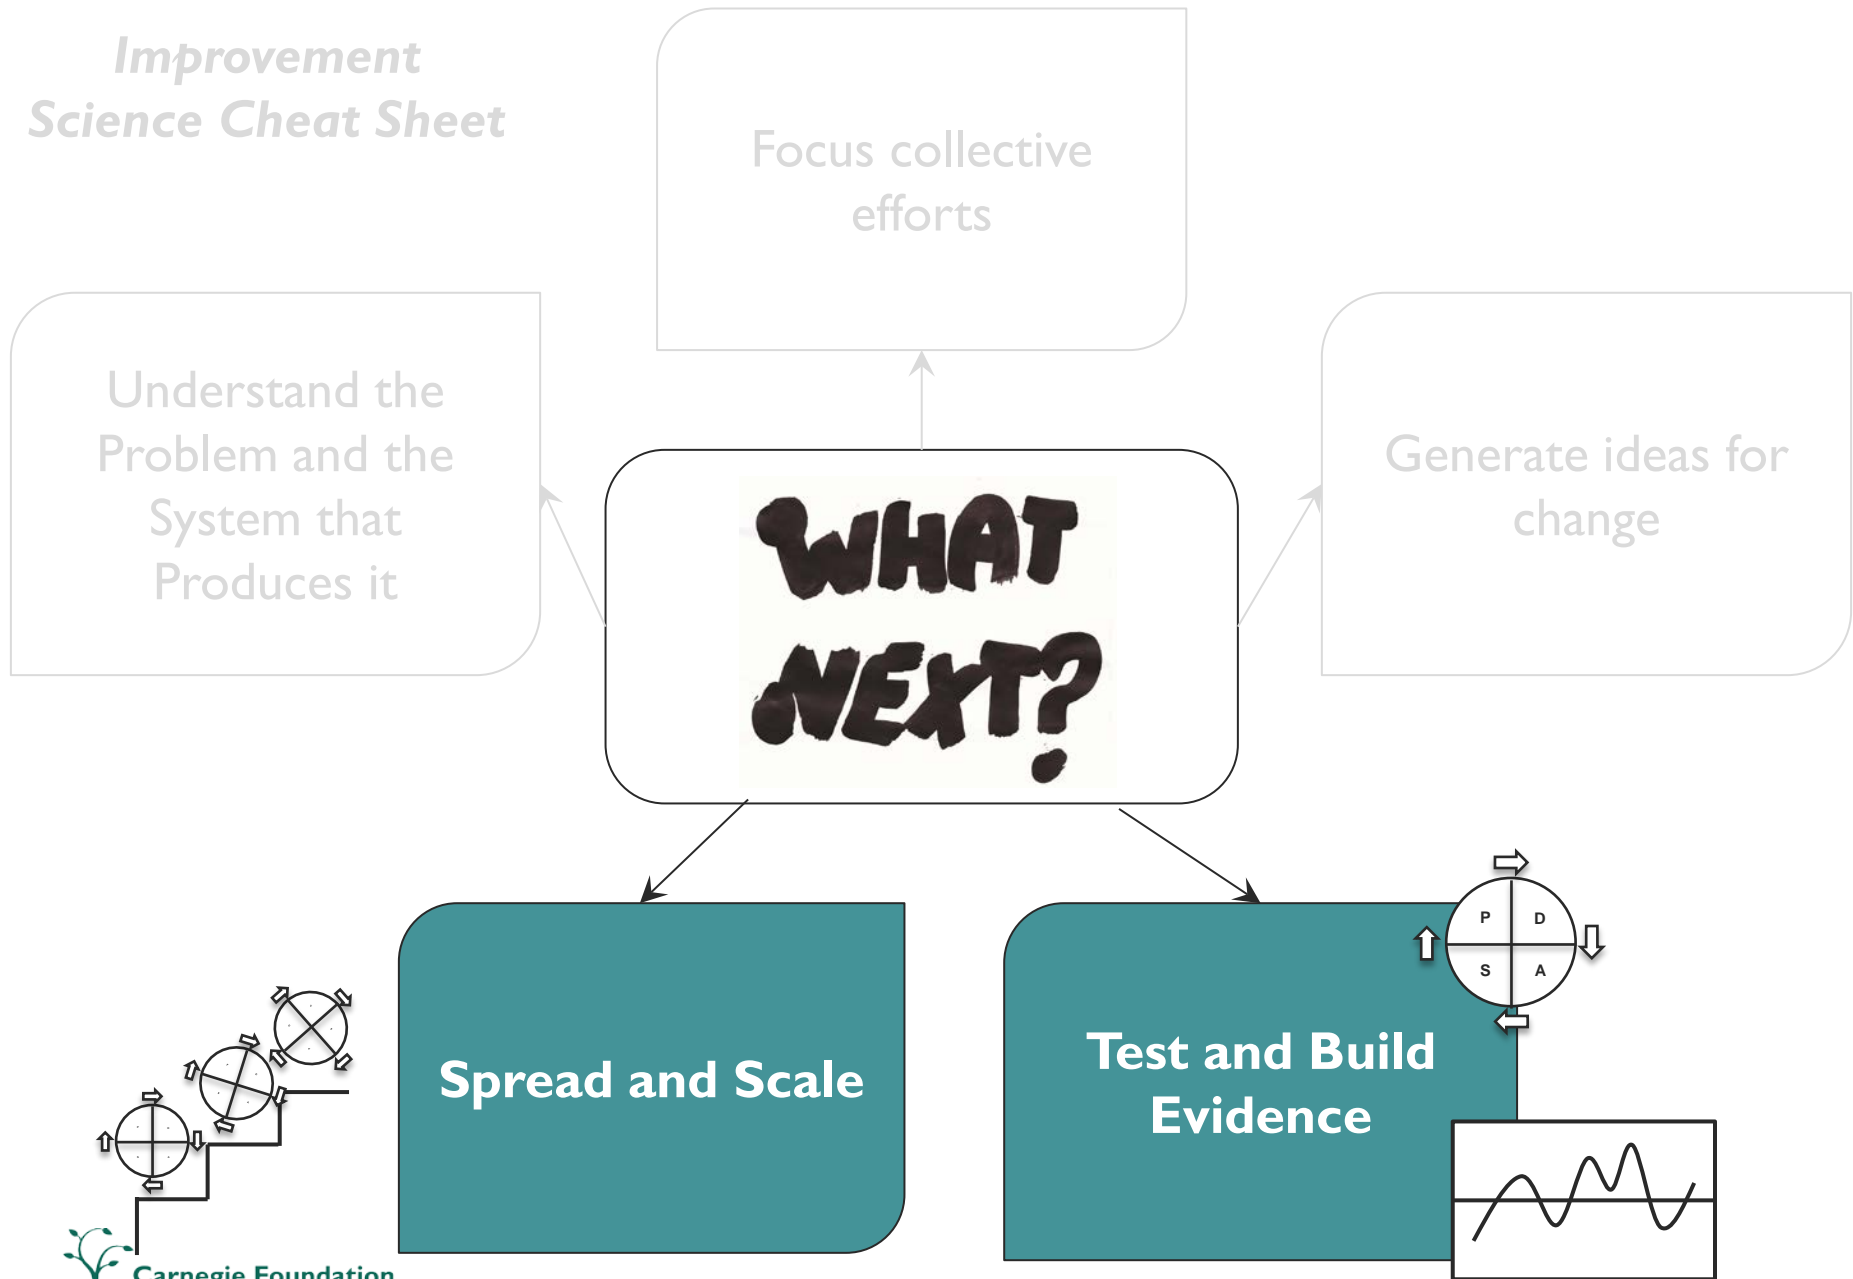 Improvement
Science Cheat Sheet
Focus collective
efforts
Understand the
Problem and the
System that
Produces it
Generate ideas for
change
WHAT
NEXT?
P D
S A
Spread and Scale
Test and Build
Evidence
Carnegie Foundation